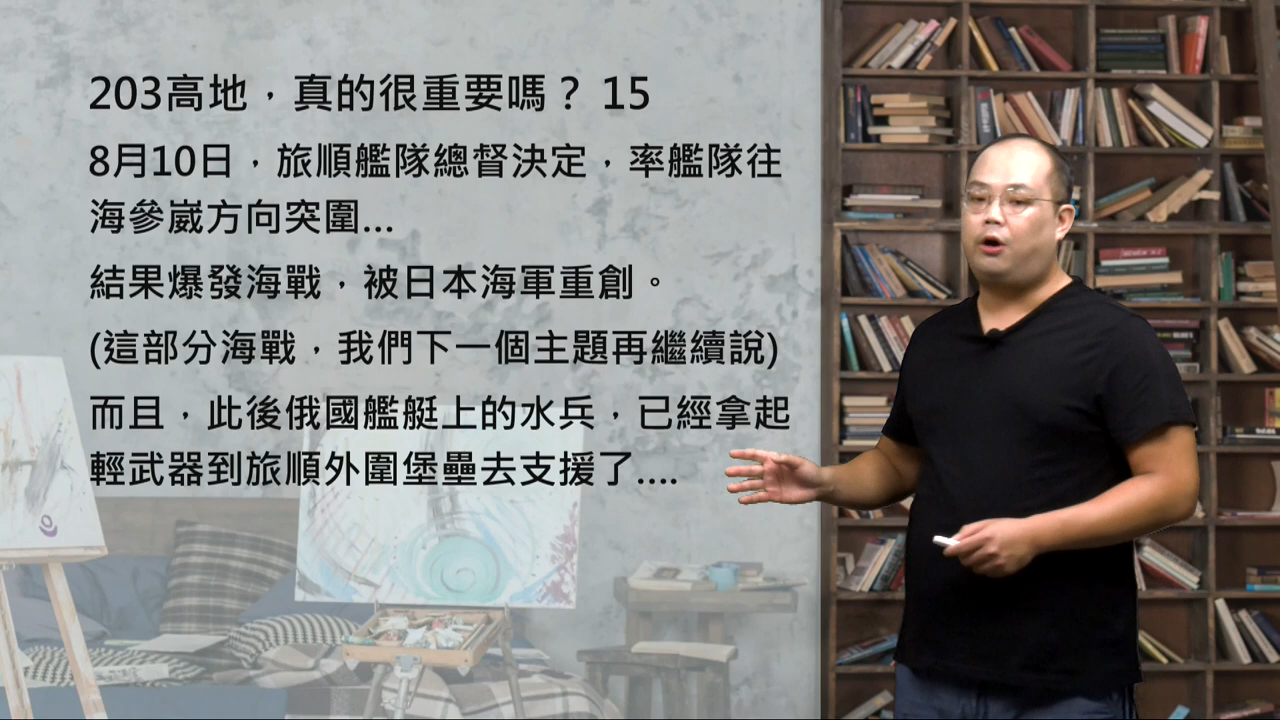 203高地，真的很重要嗎？ 15
8月10日，旅順艦隊總督決定，率艦隊往
海參崴方向突圍...
結果爆發海戰，被日本海軍重創。
(這部分海戰，我們下一個主題再繼續說)
而且，此後俄國艦艇上的水兵，已經拿起
輕武器到旅順外圍堡壘去支援了....